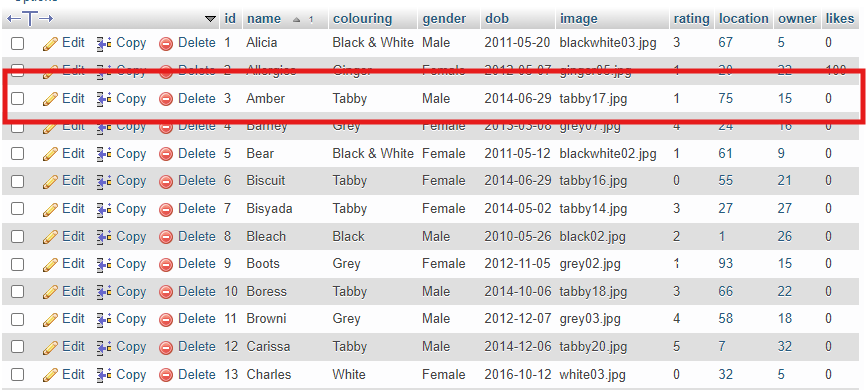 id name 1 colouring gender dob image rating location owner likes
Edit Copy Delete 1 Alicia Black & White Male 2011-05-20 blackwhite03.jpg 3 67 5 0
Edit Copy Delete 2 Allergies Ginger Female 2012-05-07 ginger05.jpg 1 20 22 100
Edit Copy Delete 3 Amber Tabby Male 2014-06-29 tabby17.jpg 1 75 15 0
Edit Copy Delete 4 Barney Grey Female 2013-03-08 grey07.jpg 4 24 16 0
Edit Copy Delete 5 Bear Black & White Female 2011-05-12 blackwhite02.jpg 1 61 9 0
Edit Copy Delete 6 Biscuit Tabby Female 2014-06-29 tabby16.jpg 0 55 21 0
Edit Copy Delete 7 Bisyada Tabby Female 2014-05-02 tabby14.jpg 3 27 27 0
Edit Copy Delete 8 Bleach Black Male 2010-05-26 black02.jpg 2 1 26 0
Edit Copy Delete 9 Boots Grey Female 2012-11-05 grey02.jpg 1 93 15 0
Edit Copy Delete 10 Boress Tabby Male 2014-10-06 tabby18.jpg 3 66 22 0
Edit Copy Delete 11 Browni Grey Female 2012-12-07 grey03.jpg 4 58 18 0
Edit Copy Delete 12 Carissa Tabby Male 2014-12-06 tabby20.jpg 5 7 32 0
Edit Copy Delete 13 Charles White Female 2016-10-12 white03.jpg 0 32 5 0